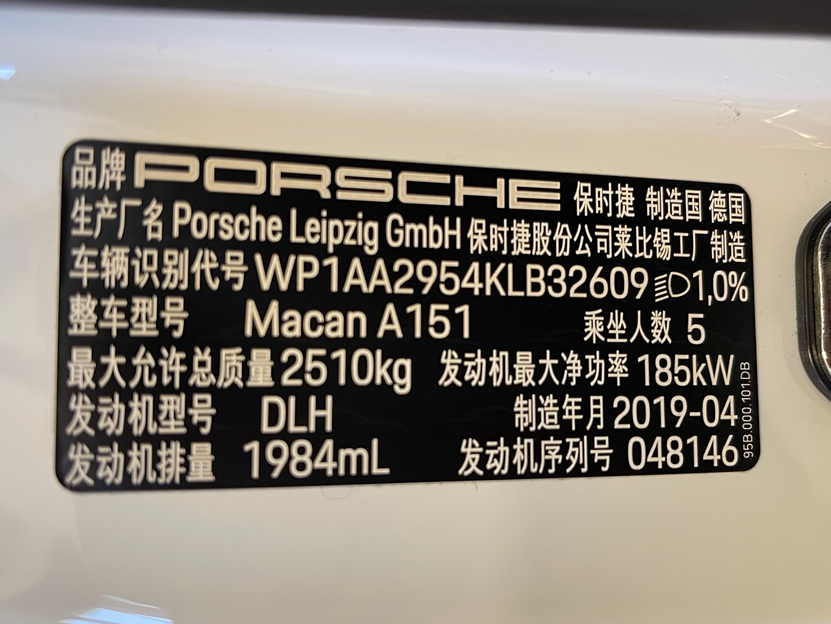 品牌 PORSCHE 保时捷 制造国 德国
生产厂名 Porsche Leipzig GmbH 保时捷股份公司莱比锡工厂制造
车辆识别代号 WP1AA2954KLB32609 1,0%
整车型号 Macan A151 乘坐人数 5
最大允许总质量 2510kg 发动机最大净功率 185kW
发动机型号 DLH 制造年月 2019-04
发动机排量 1984mL 发动机序列号 048146
95B.000.101.DB